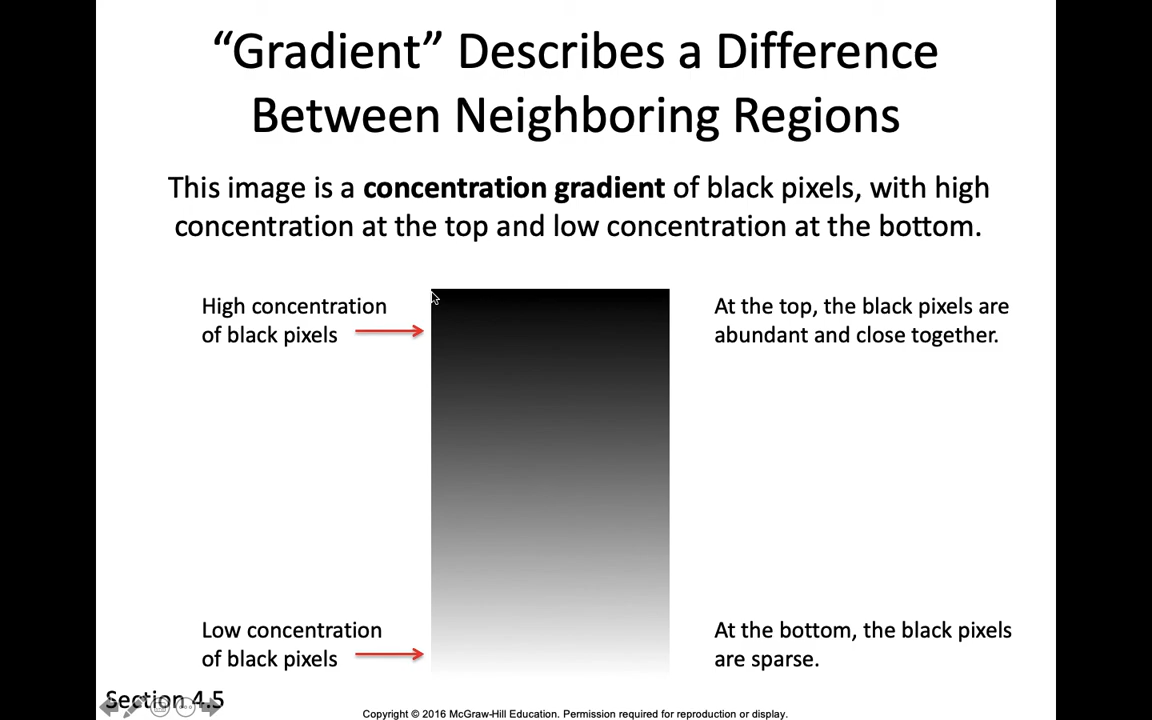 “Gradient” Describes a Difference
Between Neighboring Regions
This image is a concentration gradient of black pixels, with high
concentration at the top and low concentration at the bottom.
High concentration
of black pixels
At the top, the black pixels are
abundant and close together.
Low concentration
of black pixels
At the bottom, the black pixels
are sparse.
Section 4.5
Copyright © 2016 McGraw-Hill Education. Permission required for reproduction or display.